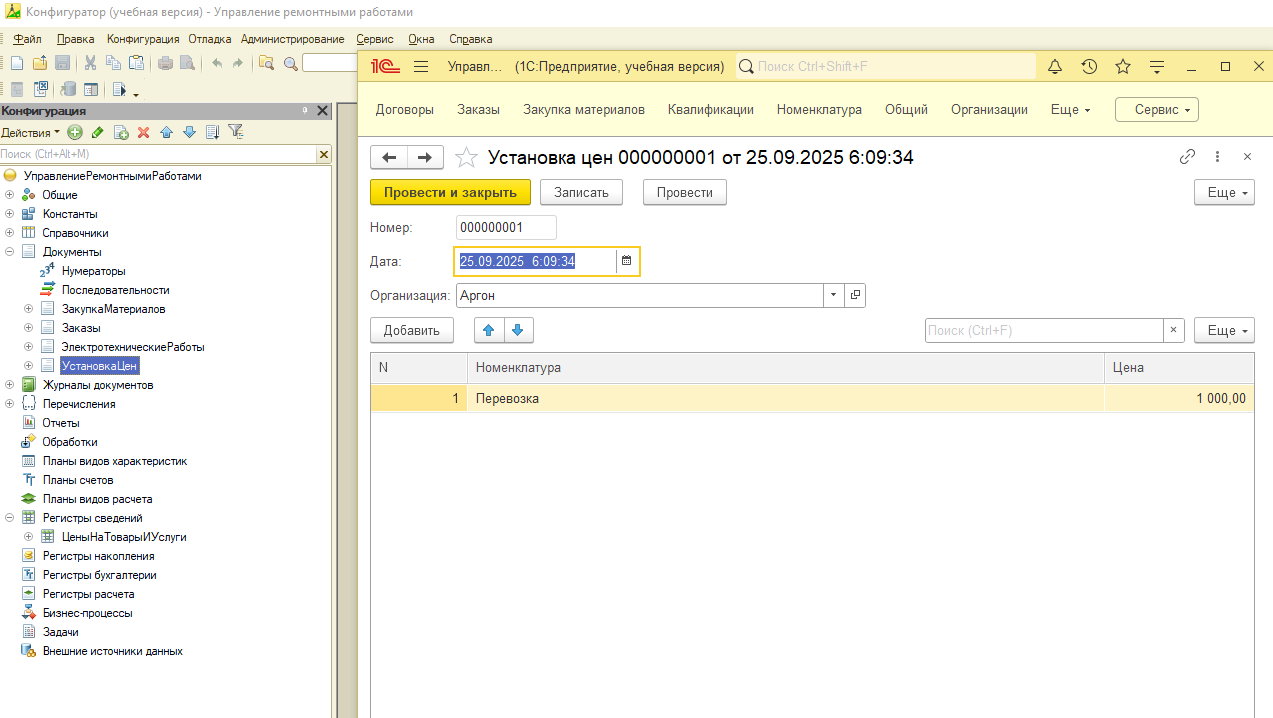 Конфигуратор (учебная версия) - Управление ремонтными работами
Файл Правка Конфигурация Отладка Администрирование Сервис Окна Справка
Конфигурация
Действия
Поиск (Ctrl+Alt+M)
УправлениеРемонтнымиРаботами
Общие
Константы
Справочники
Документы
Нумераторы
Последовательности
ЗакупкаМатериалов
Заказы
ЭлектротехническиеРаботы
УстановкаЦен
Журналы документов
Перечисления
Отчеты
Обработки
Планы видов характеристик
Планы счетов
Планы видов расчета
Регистры сведений
ЦеныНаТоварыИУслуги
Регистры накопления
Регистры бухгалтерии
Регистры расчета
Бизнес-процессы
Задачи
Внешние источники данных
1С Управл... (1С:Предприятие, учебная версия) Поиск Ctrl+Shift+F
Договоры Заказы Закупка материалов Квалификации Номенклатура Общий Организации Еще Сервис
Установка цен 000000001 от 25.09.2025 6:09:34
Провести и закрыть Записать Провести Еще
Номер: 000000001
Дата: 25.09.2025 6:09:34
Организация: Аргон
Добавить Поиск (Ctrl+F) × Еще
N Номенклатура Цена
1 Перевозка 1 000,00